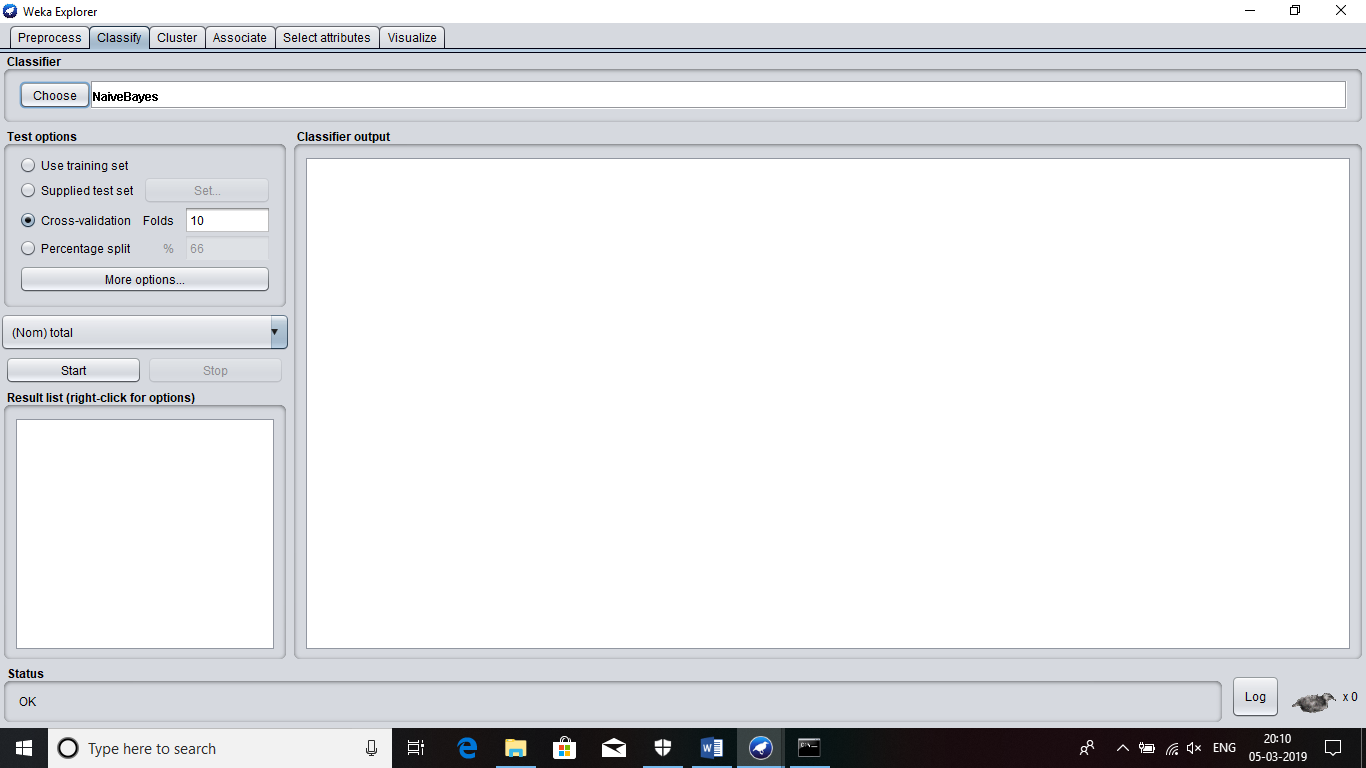 Weka Explorer
Preprocess Classify Cluster Associate Select attributes Visualize
Classifier
Choose NaiveBayes
Test options
Use training set
Supplied test set Set...
Cross-validation Folds 10
Percentage split % 66
More options...
(Nom) total
Start Stop
Result list (right-click for options)
Classifier output
Status
OK
Log x 0
Type here to search
ENG
20:10
05-03-2019